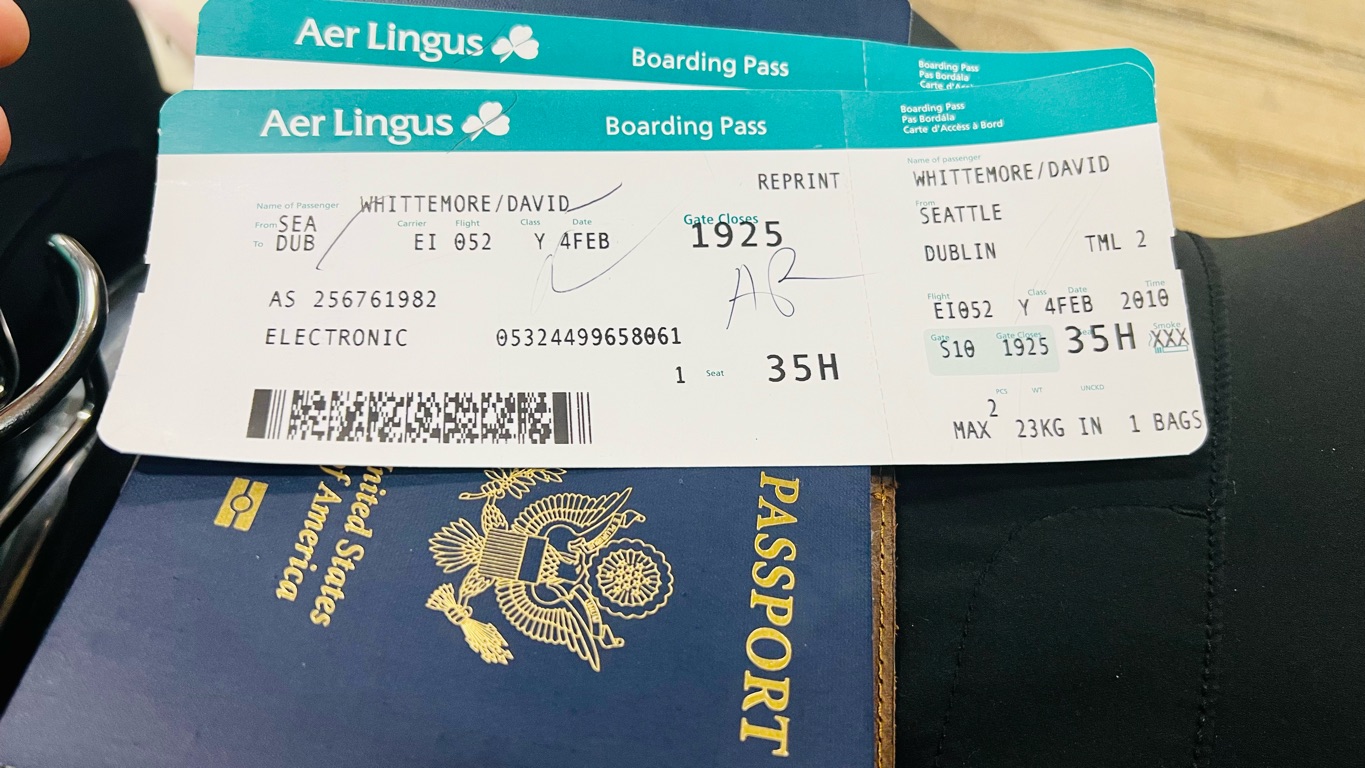 Aer Lingus
Boarding Pass
Boarding Pass
Pas Bordála
Carte d'Acc
Aer Lingus
Boarding Pass
Boarding Pass
Pas Bordála
Carte d'Accèss à Bord
REPRINT
Name of Passenger WHITTEMORE/DAVID
From SEA Carrier Flight Class Date Gate Closes
To DUB EI 052 Y 4FEB 1925
AS 256761982
AB
ELECTRONIC 05324499658061
1 Seat 35H
Name of passenger
WHITTEMORE/DAVID
From
SEATTLE
DUBLIN TML 2
Flight Class Date Time
EI052 Y 4FEB 2010
Gate Gate Closes Seat Smoke
S10 1925 35H XXX
PCS WT UNCKD
2
MAX 23KG IN 1 BAGS
PASSPORT
United States
of America